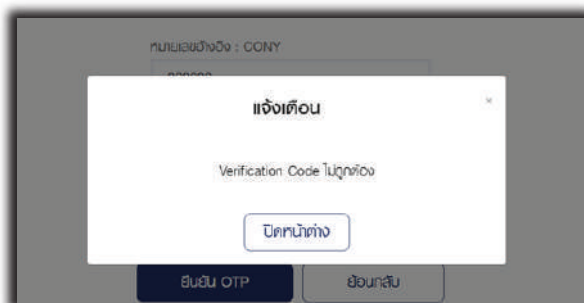 หมายเลขอ้างอิง : CONY
แจ้งเตือน
×
Verification Code ไม่ถูกต้อง
ปิดหน้าต่าง
ยืนยัน OTP
ย้อนกลับ